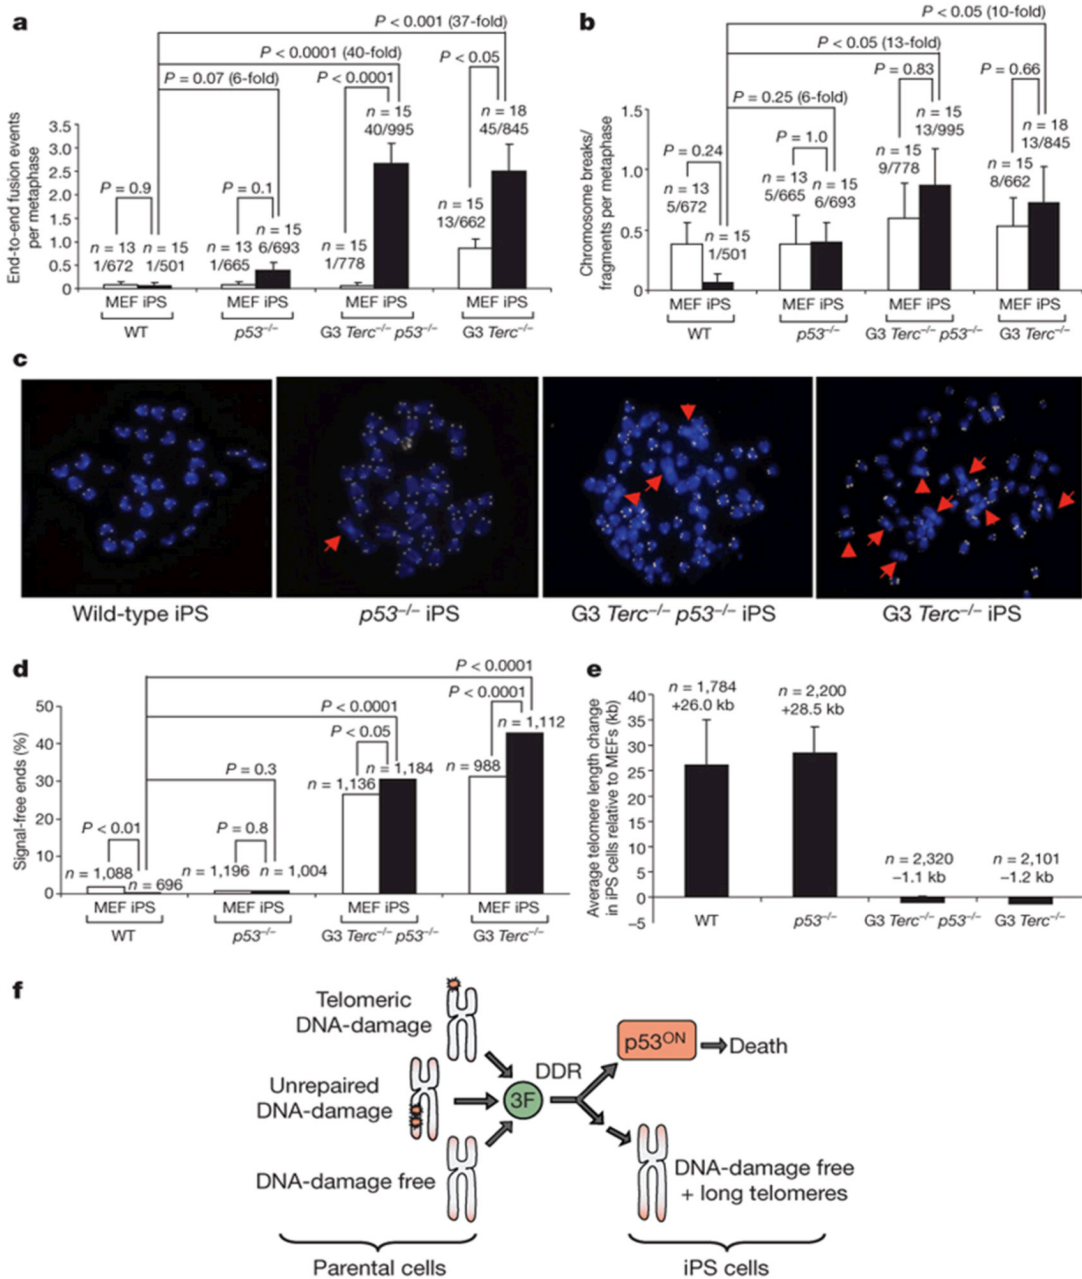 a
P < 0.001 (37-fold)
P < 0.0001 (40-fold)
P < 0.05
P = 0.07 (6-fold)
P < 0.0001
n = 15
40/995
n = 18
45/845
End-to-end fusion events
per metaphase
3.5
3.0
2.5
2.0
1.5
1.0
0.5
0
P = 0.9
P = 0.1
n = 13
1/672
n = 15
1/501
n = 13
1/665
n = 15
6/693
n = 15
1/778
n = 15
13/662
MEF iPS
MEF iPS
MEF iPS
MEF iPS
WT
p53–/–
G3 Terc–/– p53–/–
G3 Terc–/–
b
P < 0.05 (10-fold)
P < 0.05 (13-fold)
P = 0.83
P = 0.66
P = 0.25 (6-fold)
n = 15
13/995
n = 18
13/845
Chromosome breaks/
fragments per metaphase
1.5
1.0
0.5
0
P = 0.24
P = 1.0
n = 13
5/672
n = 15
1/501
n = 13
5/665
n = 15
6/693
n = 15
9/778
n = 15
8/662
MEF iPS
MEF iPS
MEF iPS
MEF iPS
WT
p53–/–
G3 Terc–/– p53–/–
G3 Terc–/–
c
Wild-type iPS
p53–/– iPS
G3 Terc–/– p53–/– iPS
G3 Terc–/– iPS
d
P < 0.0001
P < 0.0001
P < 0.0001
P < 0.05
n = 1,112
Signal-free ends (%)
50
40
30
20
10
0
P = 0.3
P < 0.01
P = 0.8
n = 1,088
n = 696
n = 1,196
n = 1,004
n = 1,136
n = 1,184
n = 988
MEF iPS
MEF iPS
MEF iPS
MEF iPS
WT
p53–/–
G3 Terc–/– p53–/–
G3 Terc–/–
e
Average telomere length change
in iPS cells relative to MEFs (kb)
40
35
30
25
20
15
10
5
0
–5
n = 1,784
+26.0 kb
n = 2,200
+28.5 kb
n = 2,320
–1.1 kb
n = 2,101
–1.2 kb
WT
p53–/–
G3 Terc–/– p53–/–
G3 Terc–/–
f
Telomeric
DNA-damage
Unrepaired
DNA-damage
DNA-damage free
3F
DDR
p53ON
Death
DNA-damage free
+ long telomeres
Parental cells
iPS cells